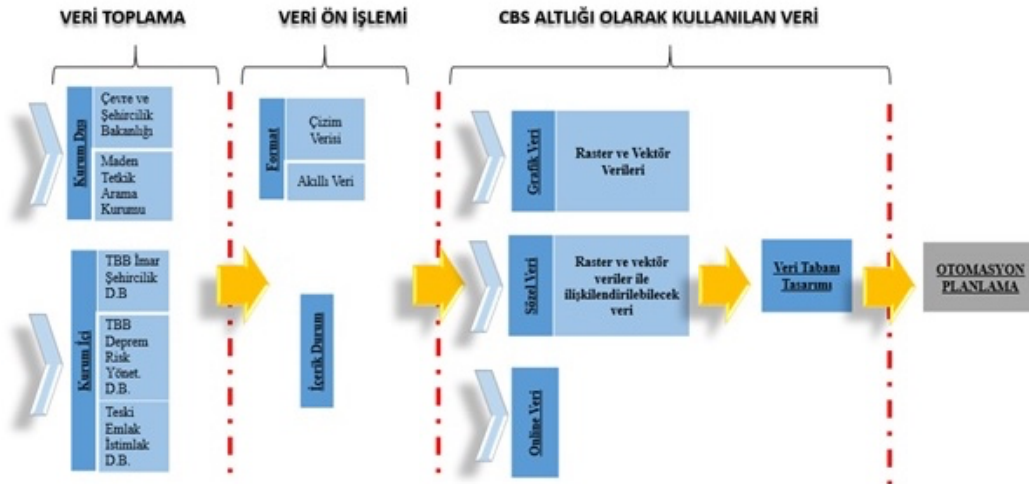 VERİ TOPLAMA
VERİ ÖN İŞLEMİ
CBS ALTLIĞI OLARAK KULLANILAN VERİ
Kurum Dışı
Çevre ve
Şehircilik
Bakanlığı
Maden
Tetkik
Arama
Kurumu
Kurum İçi
TBB İmar
Şehircilik
D.B
TBB
Deprem
Risk
Yönet.
D.B.
Teski
Emlak
İstimlak
D.B.
Format
Çizim
Verisi
Akıllı Veri
İçerik Durum
Grafik Veri
Raster ve Vektör
Verileri
Sözel Veri
Raster ve vektör
veriler ile
ilişkilendirilebilecek
veri
Online Veri
Veri Tabanı
Tasarımı
OTOMASYON
PLANLAMA